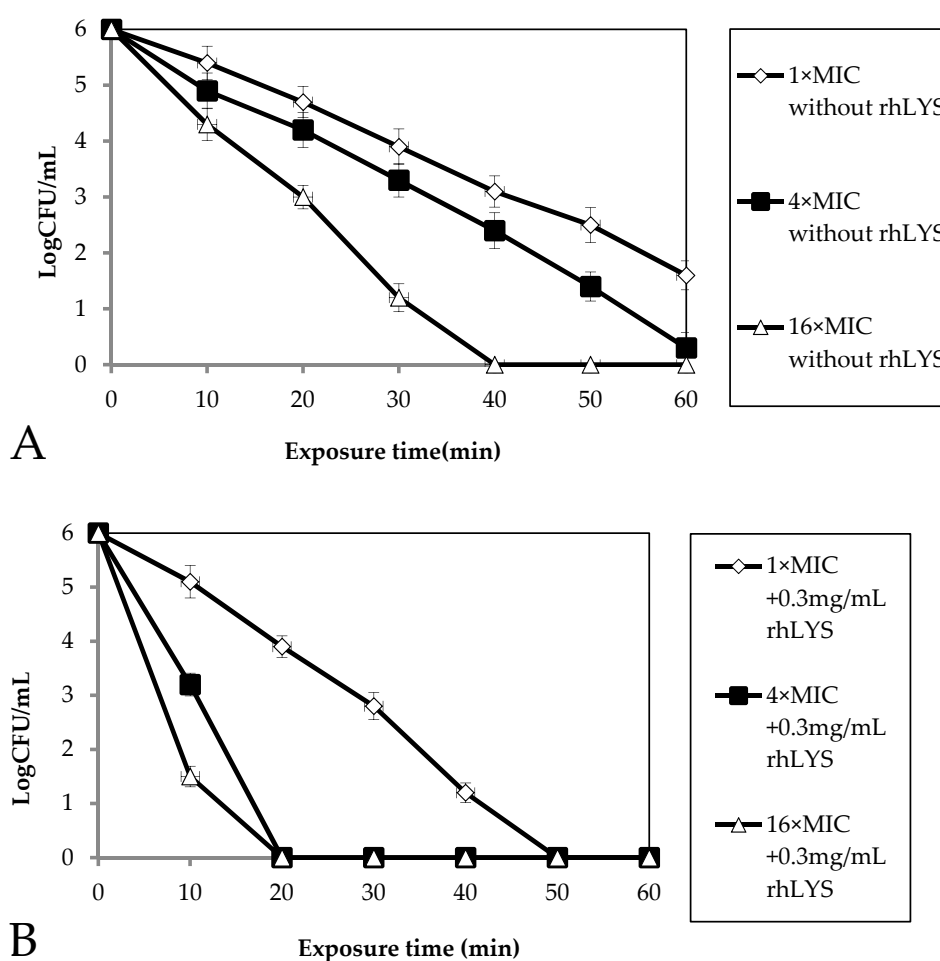 6
5
4
3
2
1
0
LogCFU/mL
0 10 20 30 40 50 60
Exposure time(min)
A
1×MIC
without rhLYS
4×MIC
without rhLYS
16×MIC
without rhLYS
6
5
4
3
2
1
0
LogCFU/mL
0 10 20 30 40 50 60
Exposure time (min)
B
1×MIC
+0.3mg/mL
rhLYS
4×MIC
+0.3mg/mL
rhLYS
16×MIC
+0.3mg/mL
rhLYS